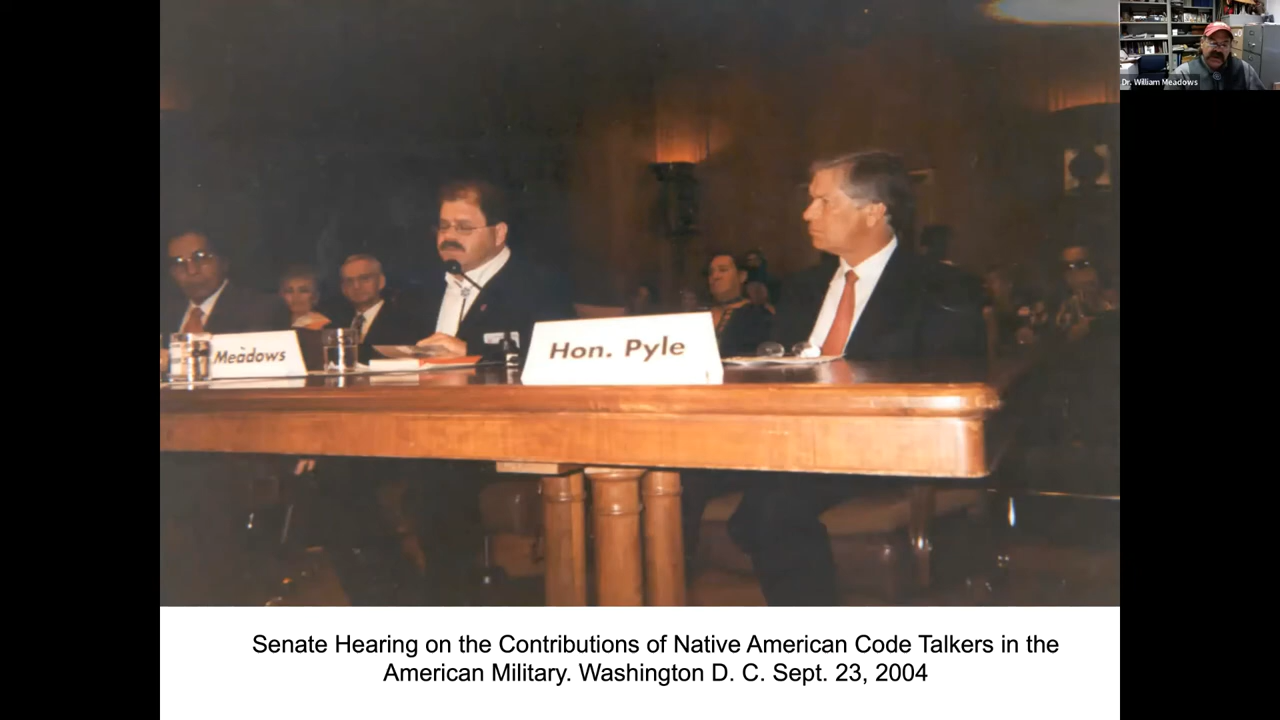 Dr. William Meadows
Meadows
Hon. Pyle
Senate Hearing on the Contributions of Native American Code Talkers in the
American Military. Washington D. C. Sept. 23, 2004